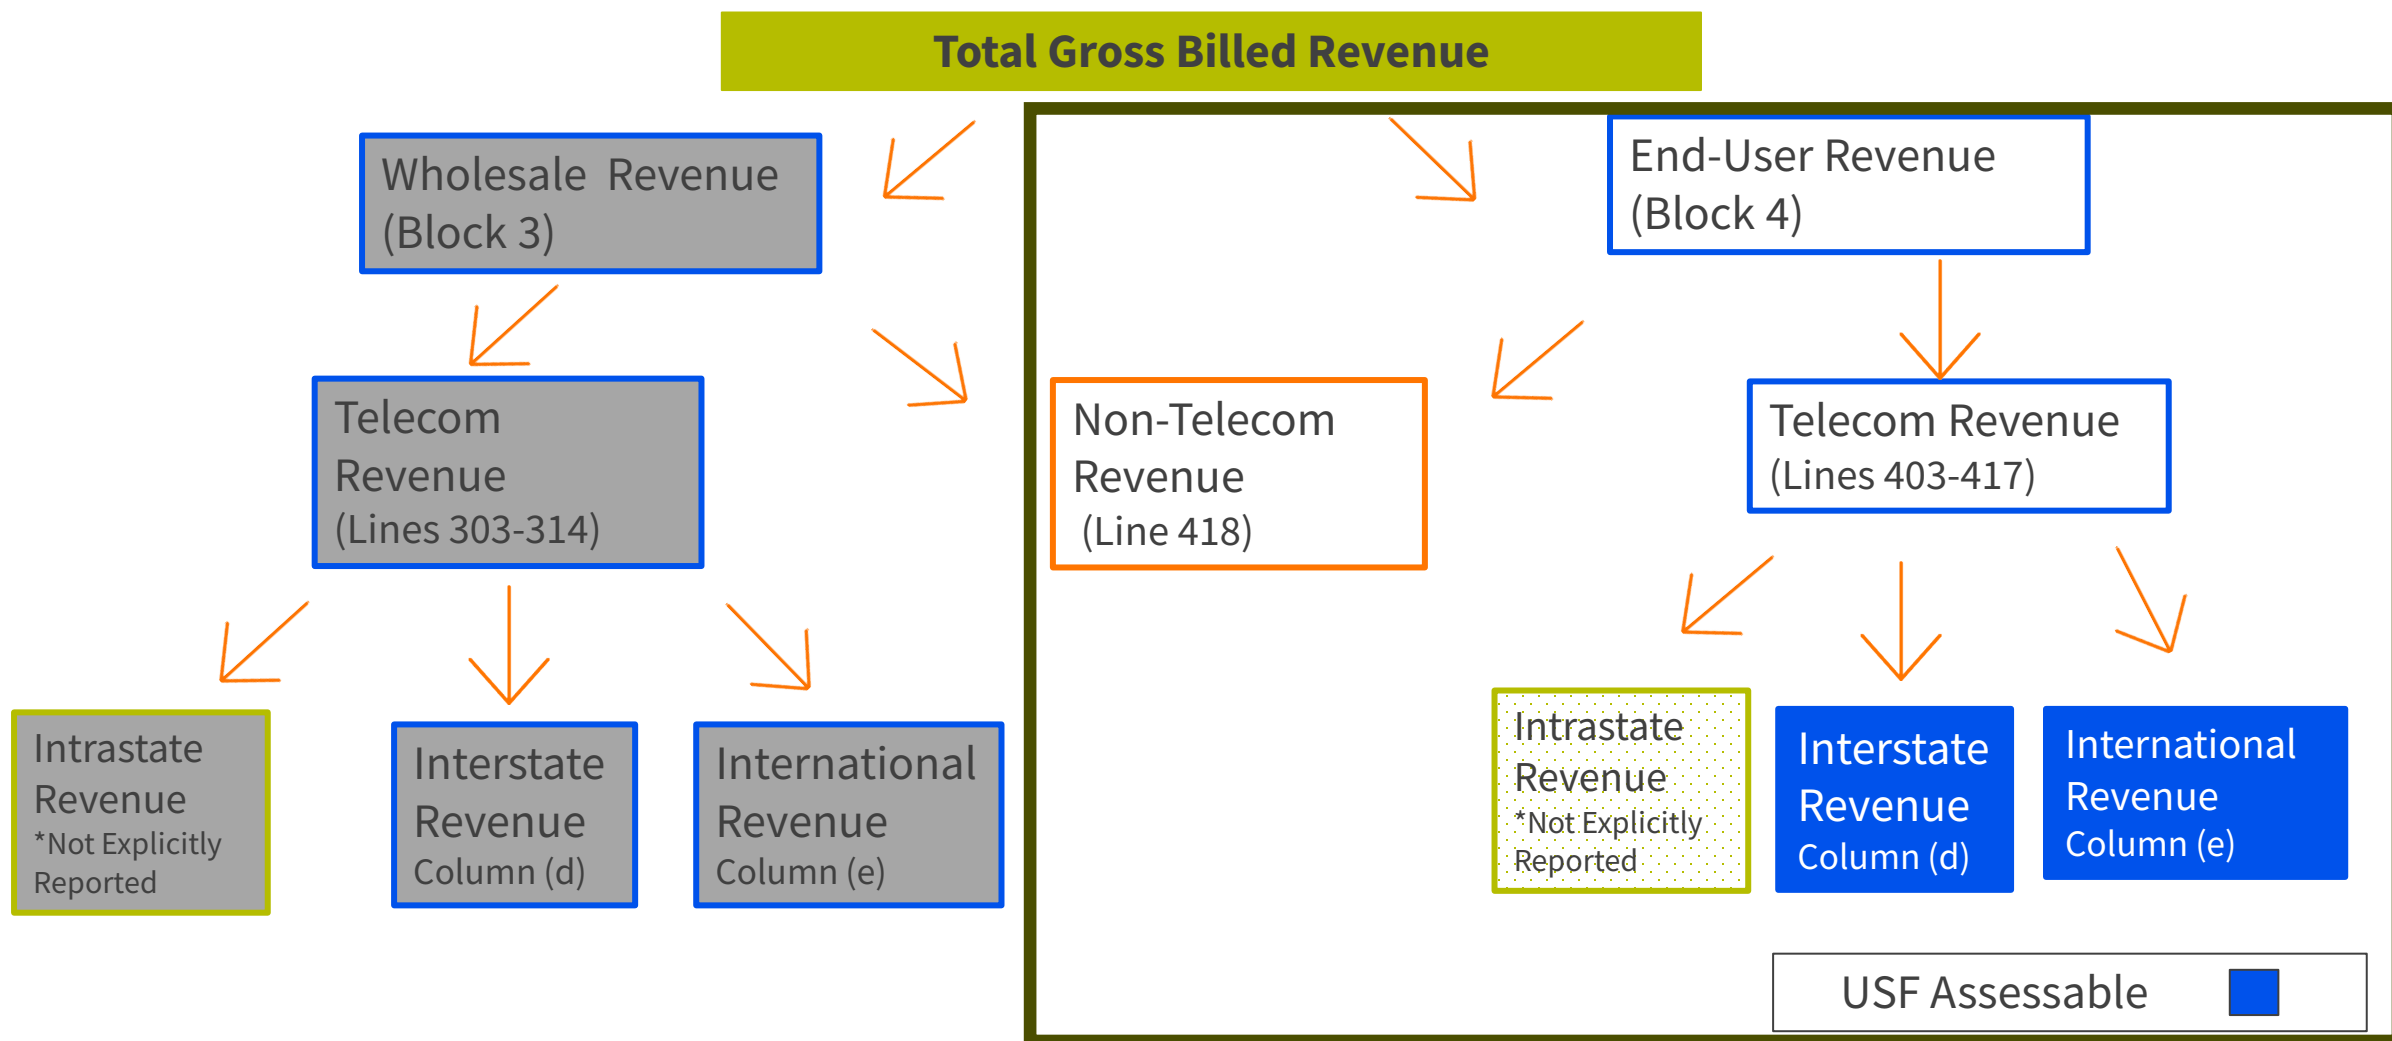 Total Gross Billed Revenue
Wholesale Revenue
(Block 3)
End-User Revenue
(Block 4)
Telecom
Revenue
(Lines 303-314)
Non-Telecom
Revenue
(Line 418)
Telecom Revenue
(Lines 403-417)
Intrastate
Revenue
*Not Explicitly
Reported
Interstate
Revenue
Column (d)
International
Revenue
Column (e)
Intrastate
Revenue
*Not Explicitly
Reported
Interstate
Revenue
Column (d)
International
Revenue
Column (e)
USF Assessable